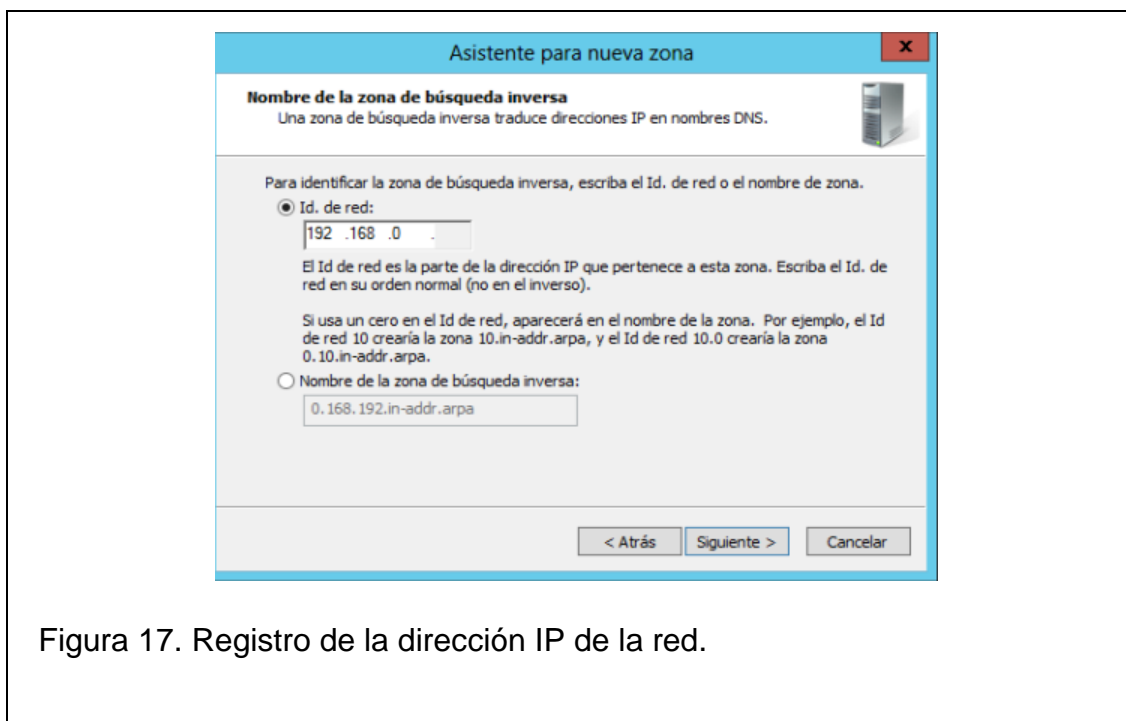 Asistente para nueva zona
x
Nombre de la zona de búsqueda inversa
Una zona de búsqueda inversa traduce direcciones IP en nombres DNS.
Para identificar la zona de búsqueda inversa, escriba el Id. de red o el nombre de zona.
Id. de red:
192 .168 .0 .
El Id de red es la parte de la dirección IP que pertenece a esta zona. Escriba el Id. de
red en su orden normal (no en el inverso).
Si usa un cero en el Id de red, aparecerá en el nombre de la zona. Por ejemplo, el Id
de red 10 crearía la zona 10.in-addr.arpa, y el Id de red 10.0 crearía la zona
0.10.in-addr.arpa.
Nombre de la zona de búsqueda inversa:
0.168.192.in-addr.arpa
< Atrás Siguiente > Cancelar
Figura 17. Registro de la dirección IP de la red.